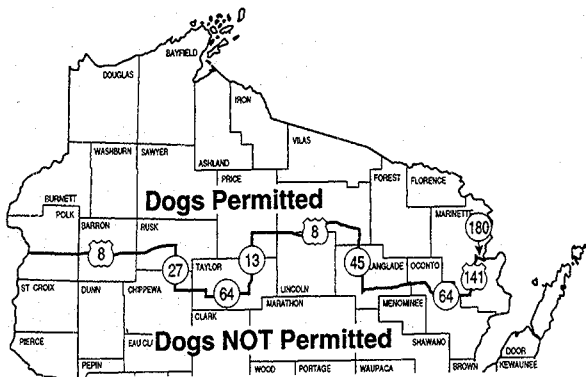 BAYFIELD
DOUGLAS
IRON
VILAS
WASHBURN
SAWYER
ASHLAND
PRICE
FOREST
FLORENCE
Dogs Permitted
BURNETT
POLK
MARINETTE
BARRON
RUSK
180
8
8
13
27
TAYLOR
45
LANGLADE
OCONTO
141
ST CROIX
DUNN
CHIPPEWA
64
LINCOLN
64
MARATHON
MENOMINEE
CLARK
PIERCE
EAU CL
Dogs NOT Permitted
SHAWANO
DOOR
PEPIN
WOOD
PORTAGE
WAUPACA
BROWN
KEWAUNEE